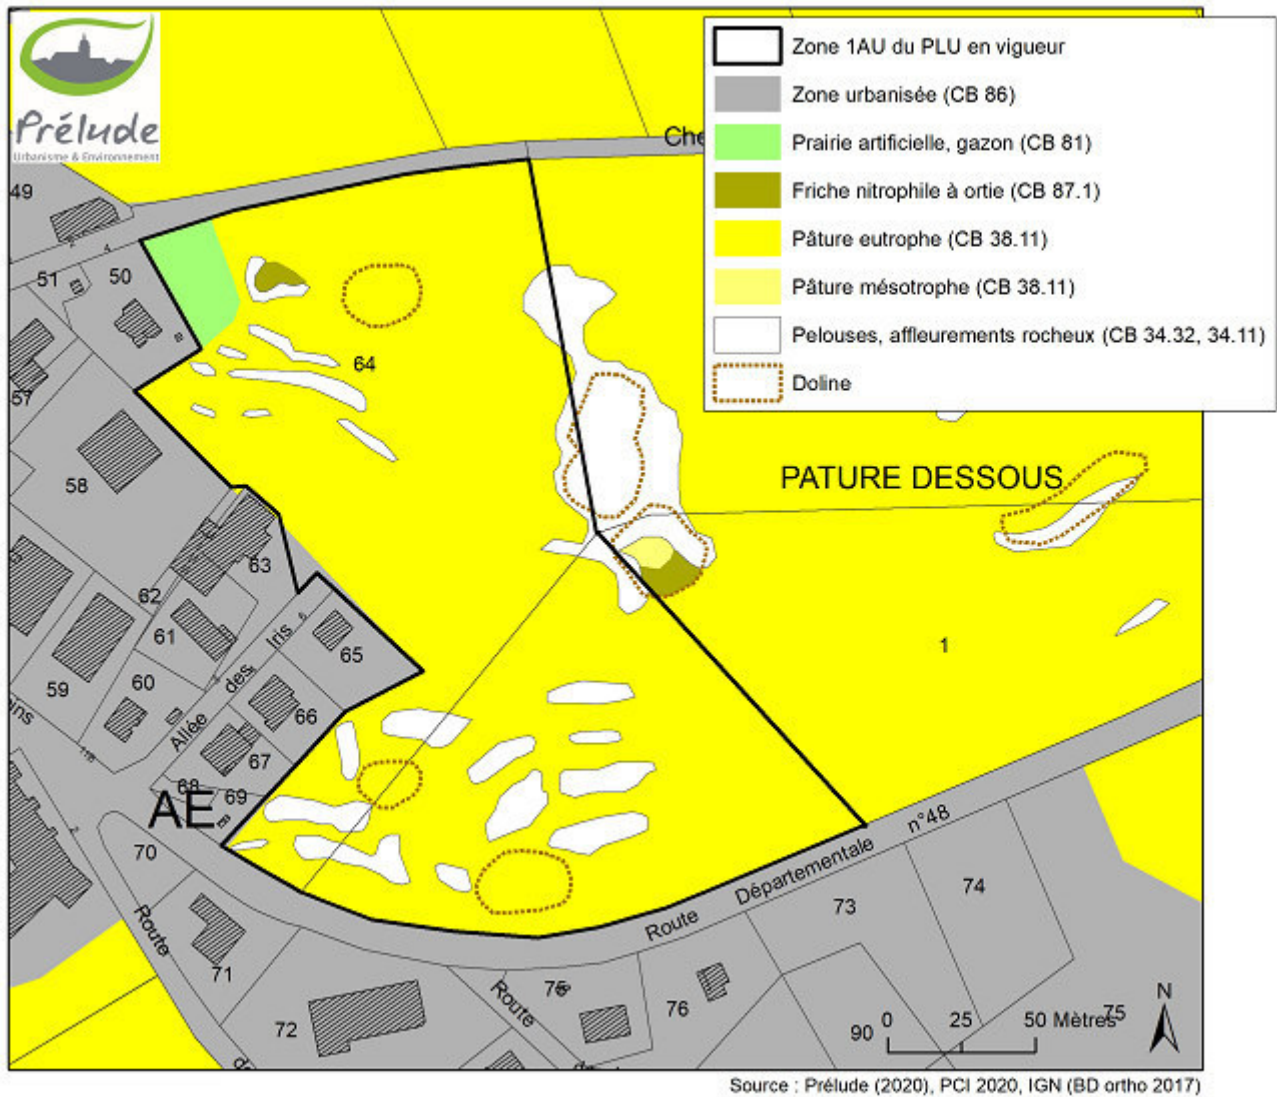 Prélude
Urbanisme & Environnement
Zone 1AU du PLU en vigueur
Zone urbanisée (CB 86)
Prairie artificielle, gazon (CB 81)
Friche nitrophile à ortie (CB 87.1)
Pâture eutrophe (CB 38.11)
Pâture mésotrophe (CB 38.11)
Pelouses, affleurements rocheux (CB 34.32, 34.11)
Doline
Che
49
2
4
51
50
64
57
58
PATURE DESSOUS
63
62
61
6
65
1
59
60
Allée des Iris
66
67
68
69
AE
70
Route Départementale n°48
74
73
Route
71
72
Route
76
90
75
0 25 50 Mètres
N
Source : Prélude (2020), PCI 2020, IGN (BD ortho 2017)